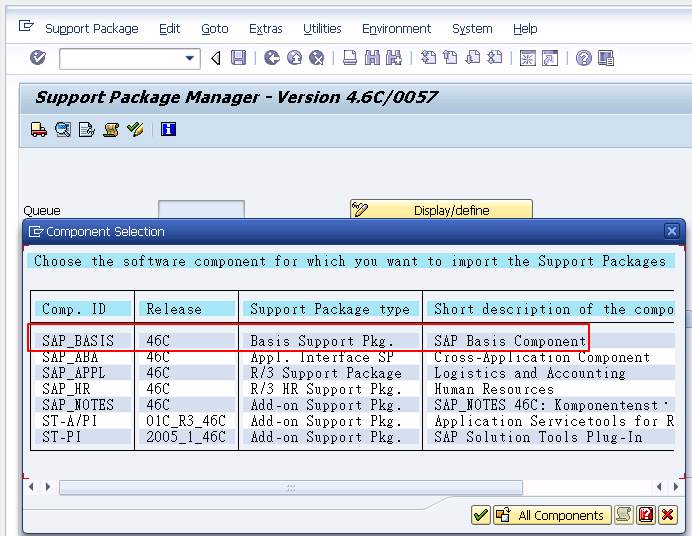 Support Package Edit Goto Extras Utilities Environment System Help
Support Package Manager - Version 4.6C/0057
Queue Display/define
Component Selection
Choose the software component for which you want to import the Support Packages
Comp. ID Release Support Package type Short description of the compo
SAP_BASIS 46C Basis Support Pkg. SAP Basis Component
SAP_ABA 46C Appl. Interface SP Cross-Application Component
SAP_APPL 46C R/3 Support Package Logistics and Accounting
SAP_HR 46C R/3 HR Support Pkg. Human Resources
SAP_NOTES 46C Add-on Support Pkg. SAP_NOTES 46C: Komponentenst
ST-A/PI 01C_R3_46C Add-on Support Pkg. Application Servicetools for R
ST-PI 2005_1_46C Add-on Support Pkg. SAP Solution Tools Plug-In
All Components